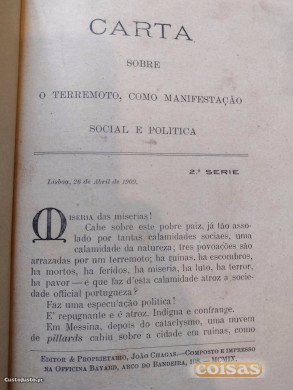 CARTA
SOBRE
O TERREMOTO, COMO MANIFESTAÇÃO
SOCIAL E POLITICA
2.ª SERIE
Lisboa, 26 de Abril de 1909.
MISERIA das miserias!
Cabe sobre este pobre paiz, já tão asso-
lado por tantas calamidades sociaes, uma
calamidade da natureza; tres povoações são
arrazadas por um terremoto; ha ruinas, ha escombros,
ha mortos, ha feridos, ha miseria, ha luto, ha terror,
ha pavor — e que é que faz d'esta calamidade atroz a socie-
dade official portugueza?
Faz uma especulação politica!
E' repugnante e é atroz. Indigna e confrange.
Em Messina, depois do cataclysmo, uma nuvem
de pillards cahiu sobre a cidade em ruinas, como
EDITOR & PROPRIETARIO, JOÃO CHAGAS—COMPOSTO E IMPRESSO
NA OFFICINA BAYARD, ARCO DO BANDEIRA,
CustoJusto.pt
coisas